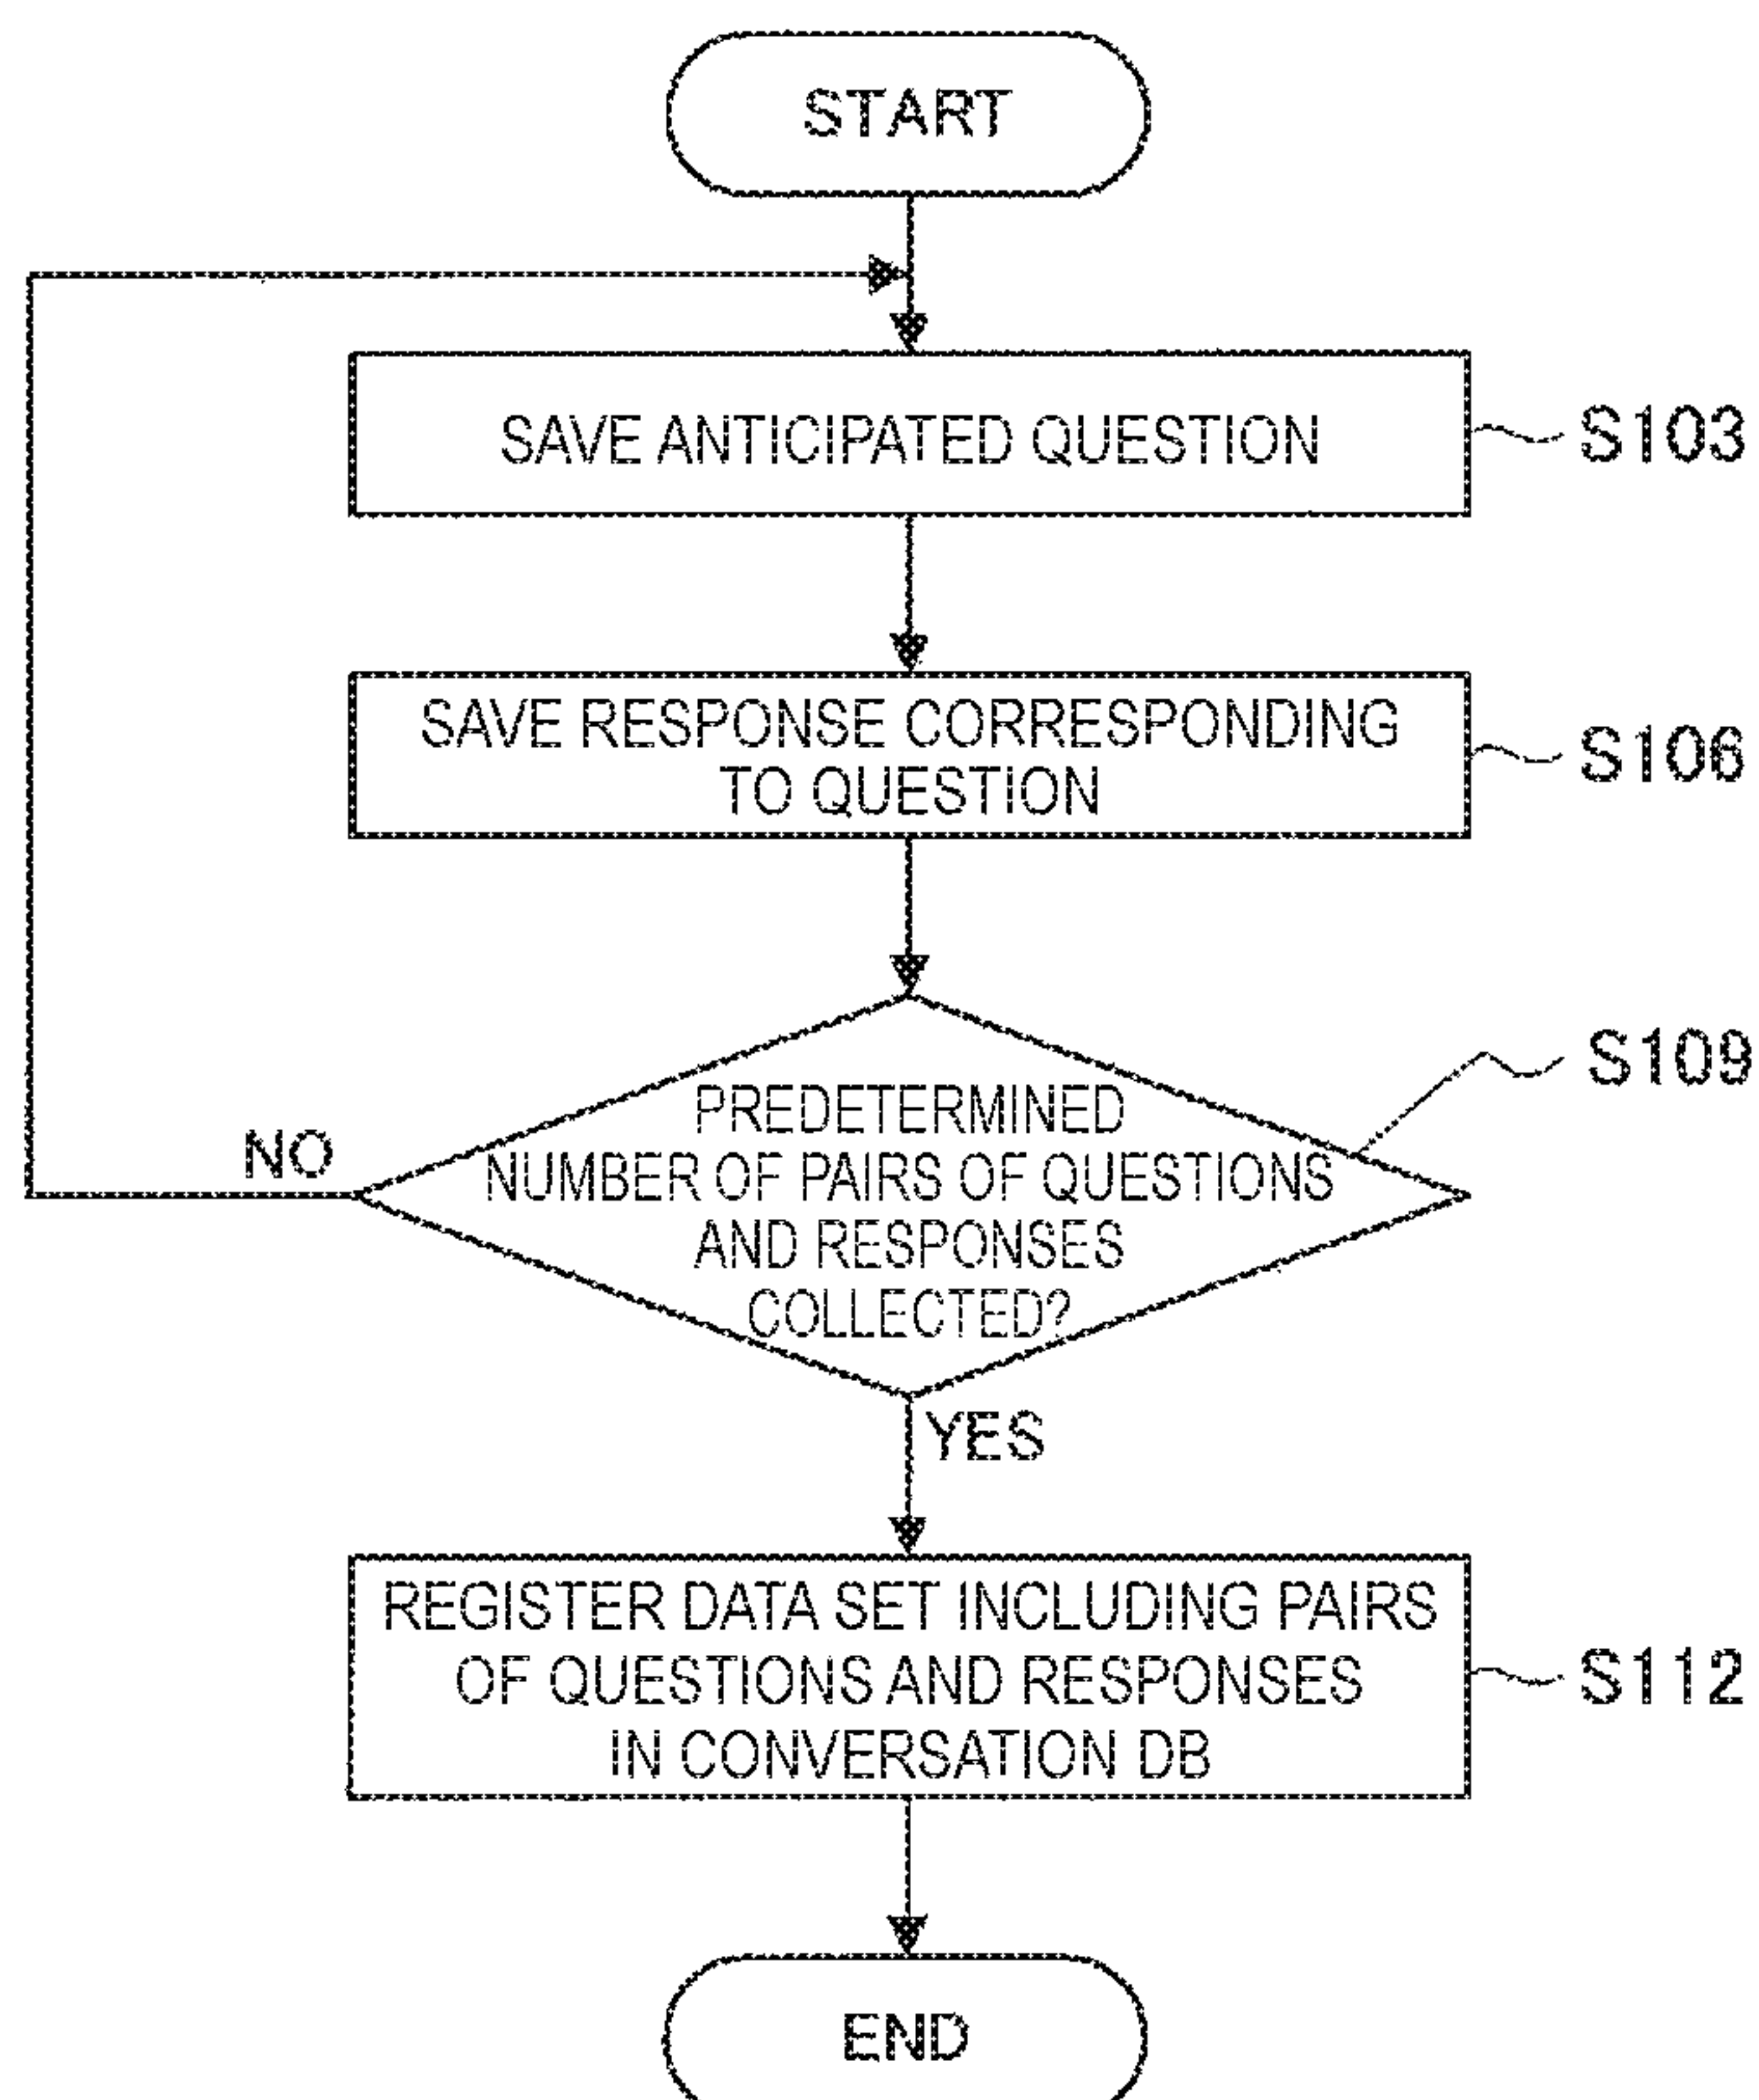 START
SAVE ANTICIPATED QUESTION
S103
SAVE RESPONSE CORRESPONDING
TO QUESTION
S106
PREDETERMINED
NUMBER OF PAIRS OF QUESTIONS
AND RESPONSES
COLLECTED?
S109
NO
YES
REGISTER DATA SET INCLUDING PAIRS
OF QUESTIONS AND RESPONSES
IN CONVERSATION DB
S112
END